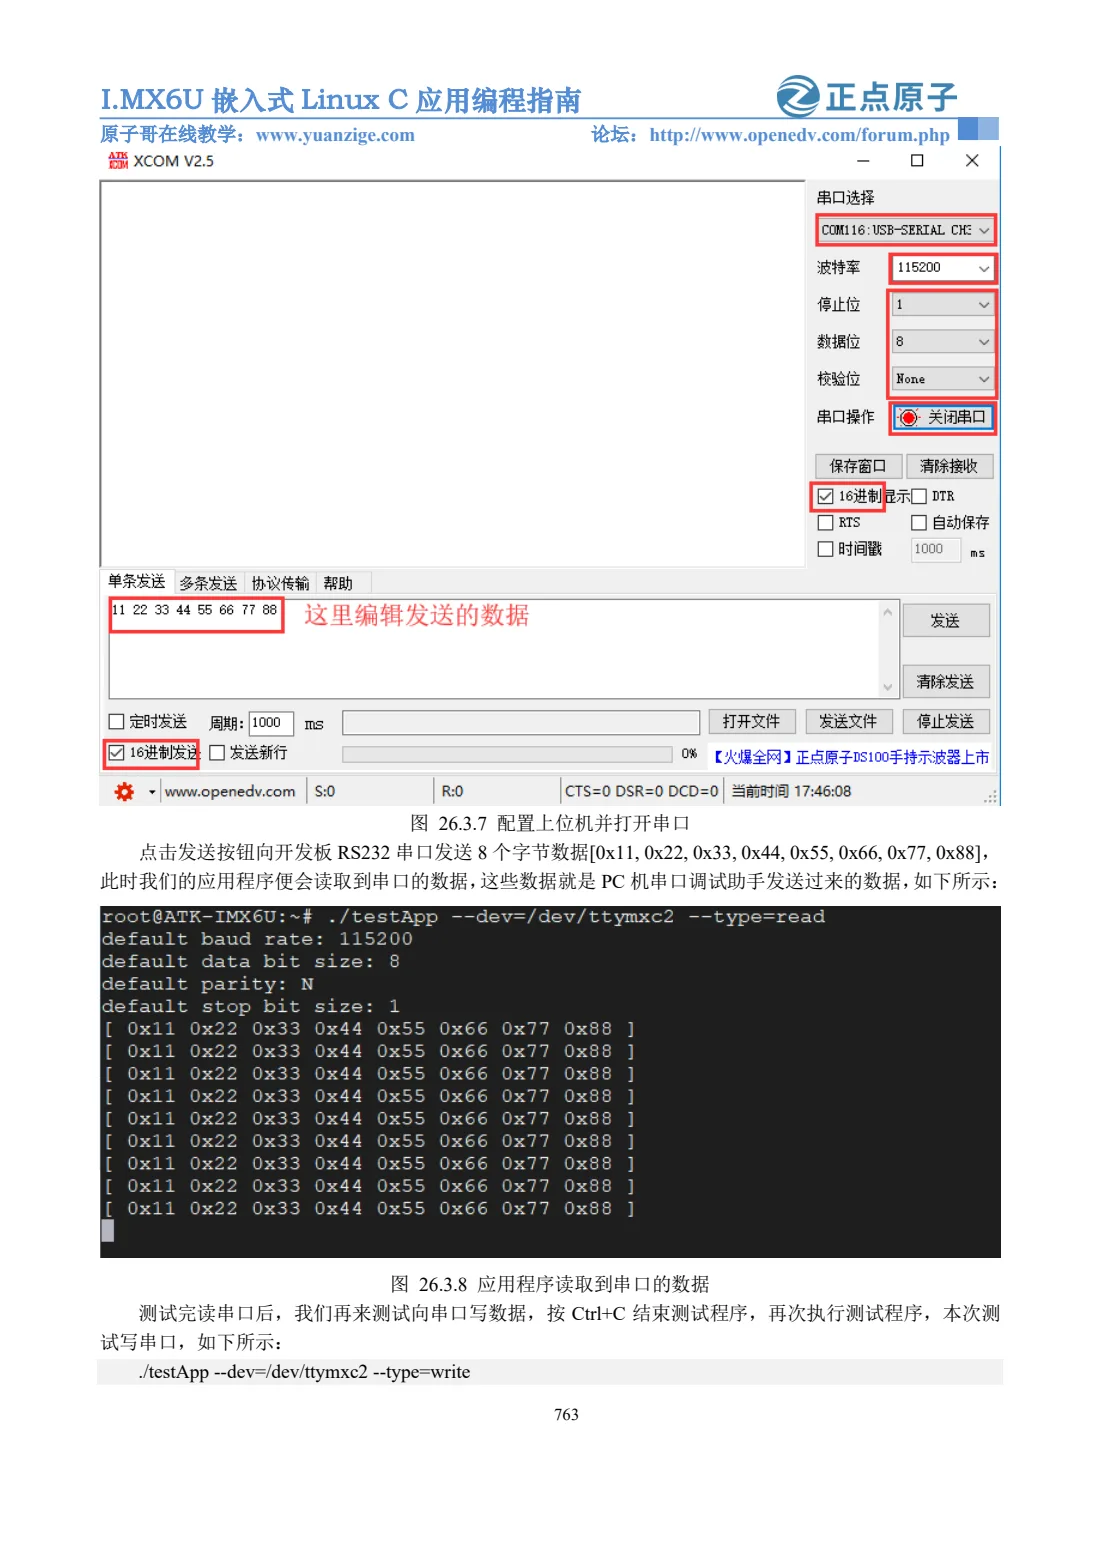 I.MX6U 嵌入式 Linux C 应用编程指南
正点原子
原子哥在线教学：www.yuanzige.com 论坛：http://www.openedv.com/forum.php
ATK XCOM XCOM V2.5
串口选择
COM116:USB-SERIAL CH3
波特率 115200
停止位 1
数据位 8
校验位 None
串口操作 关闭串口
保存窗口 清除接收
16进制显示 DTR
RTS 自动保存
时间戳 1000 ms
单条发送 多条发送 协议传输 帮助
11 22 33 44 55 66 77 88 这里编辑发送的数据
发送
清除发送
定时发送 周期: 1000 ms 打开文件 发送文件 停止发送
16进制发送 发送新行 0% 【火爆全网】正点原子DS100手持示波器上市
www.openedv.com S:0 R:0 CTS=0 DSR=0 DCD=0 当前时间 17:46:08
图 26.3.7 配置上位机并打开串口
点击发送按钮向开发板 RS232 串口发送 8 个字节数据[0x11, 0x22, 0x33, 0x44, 0x55, 0x66, 0x77, 0x88]，
此时我们的应用程序便会读取到串口的数据，这些数据就是 PC 机串口调试助手发送过来的数据，如下所示：
root@ATK-IMX6U:~# ./testApp --dev=/dev/ttymxc2 --type=read
default baud rate: 115200
default data bit size: 8
default parity: N
default stop bit size: 1
[ 0x11 0x22 0x33 0x44 0x55 0x66 0x77 0x88 ]
[ 0x11 0x22 0x33 0x44 0x55 0x66 0x77 0x88 ]
[ 0x11 0x22 0x33 0x44 0x55 0x66 0x77 0x88 ]
[ 0x11 0x22 0x33 0x44 0x55 0x66 0x77 0x88 ]
[ 0x11 0x22 0x33 0x44 0x55 0x66 0x77 0x88 ]
[ 0x11 0x22 0x33 0x44 0x55 0x66 0x77 0x88 ]
[ 0x11 0x22 0x33 0x44 0x55 0x66 0x77 0x88 ]
[ 0x11 0x22 0x33 0x44 0x55 0x66 0x77 0x88 ]
[ 0x11 0x22 0x33 0x44 0x55 0x66 0x77 0x88 ]
图 26.3.8 应用程序读取到串口的数据
测试完读串口后，我们再来测试向串口写数据，按 Ctrl+C 结束测试程序，再次执行测试程序，本次测
试写串口，如下所示：
./testApp --dev=/dev/ttymxc2 --type=write
763